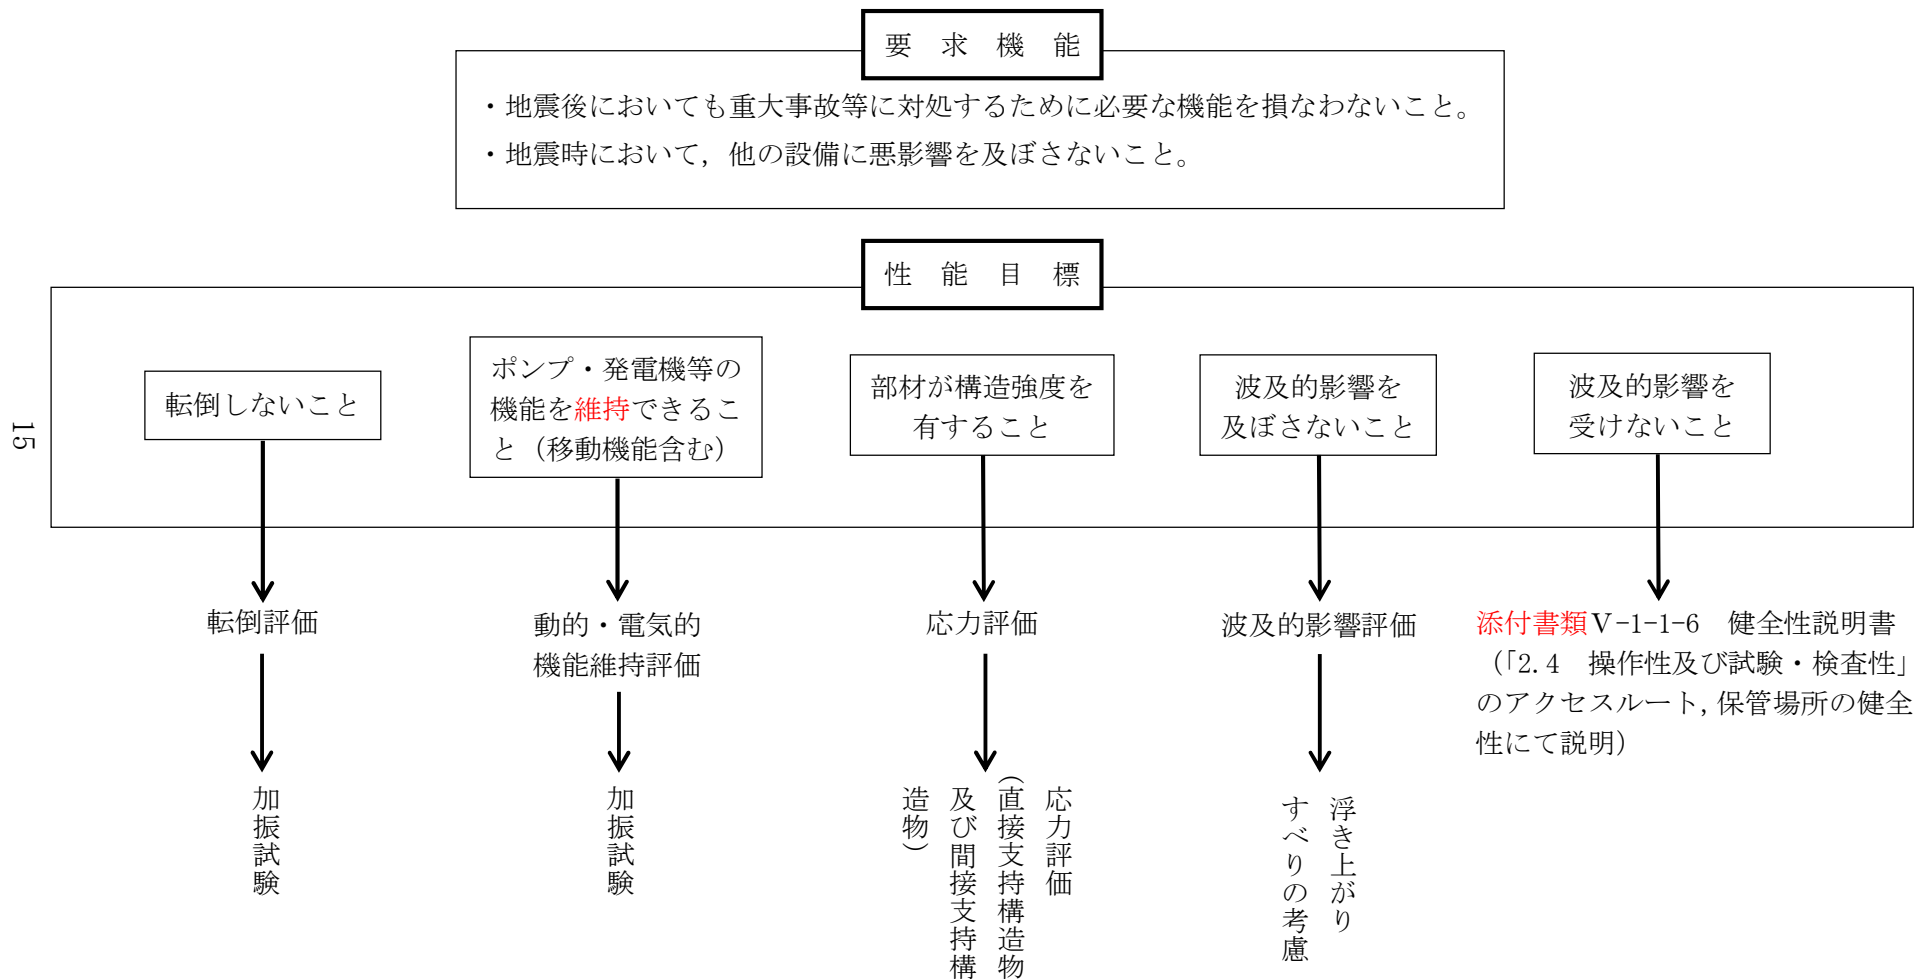 要求機能
・地震後においても重大事故等に対処するために必要な機能を損なわないこと。
・地震時において，他の設備に悪影響を及ぼさないこと。
性能目標
転倒しないこと
ポンプ・発電機等の
機能を維持できるこ
と（移動機能含む）
部材が構造強度を
有すること
波及的影響を
及ぼさないこと
波及的影響を
受けないこと
転倒評価
動的・電気的
機能維持評価
応力評価
波及的影響評価
添付書類Ⅴ-1-1-6　健全性説明書
（「2.4　操作性及び試験・検査性」
のアクセスルート，保管場所の健全
性にて説明）
加振試験
加振試験
応力評価
（直接支持構造物
及び間接支持構
造物）
浮き上がり
すべりの考慮
15